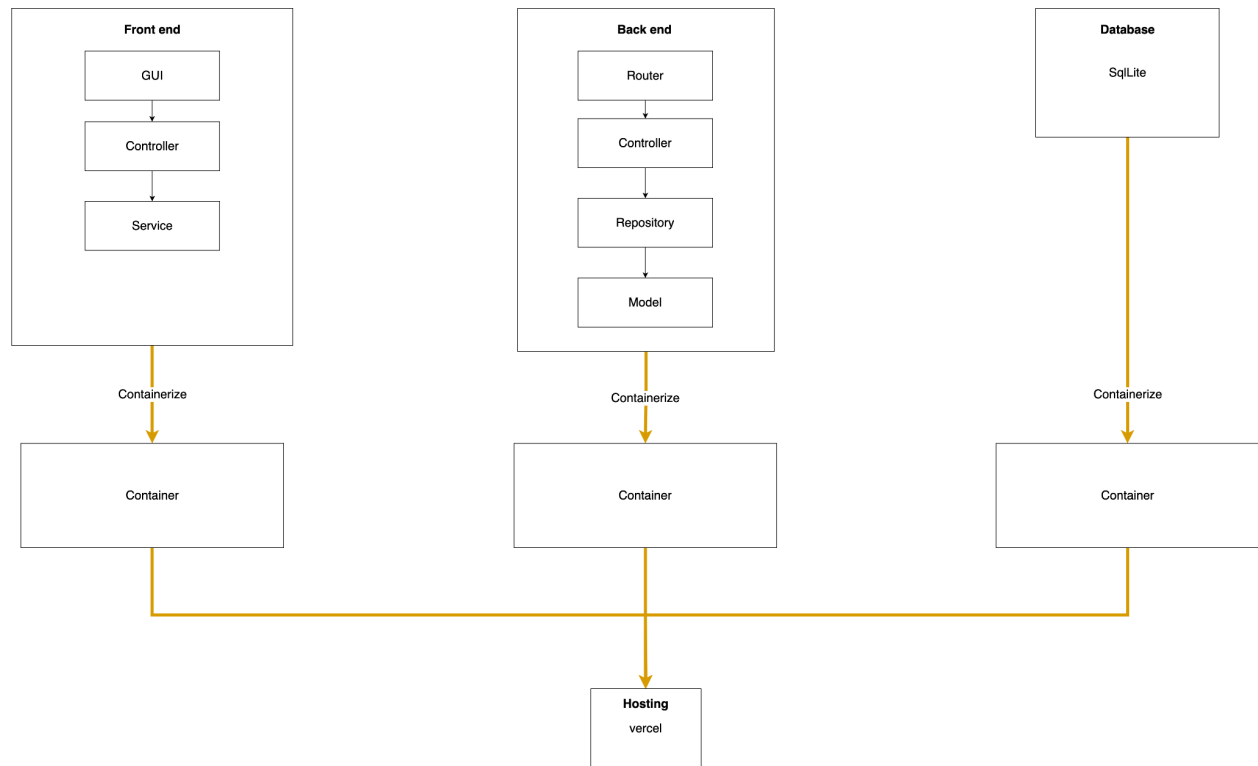 Front end
GUI
Controller
Service
Back end
Router
Controller
Repository
Model
Database
SqlLite
Containerize
Containerize
Containerize
Container
Container
Container
Hosting
vercel